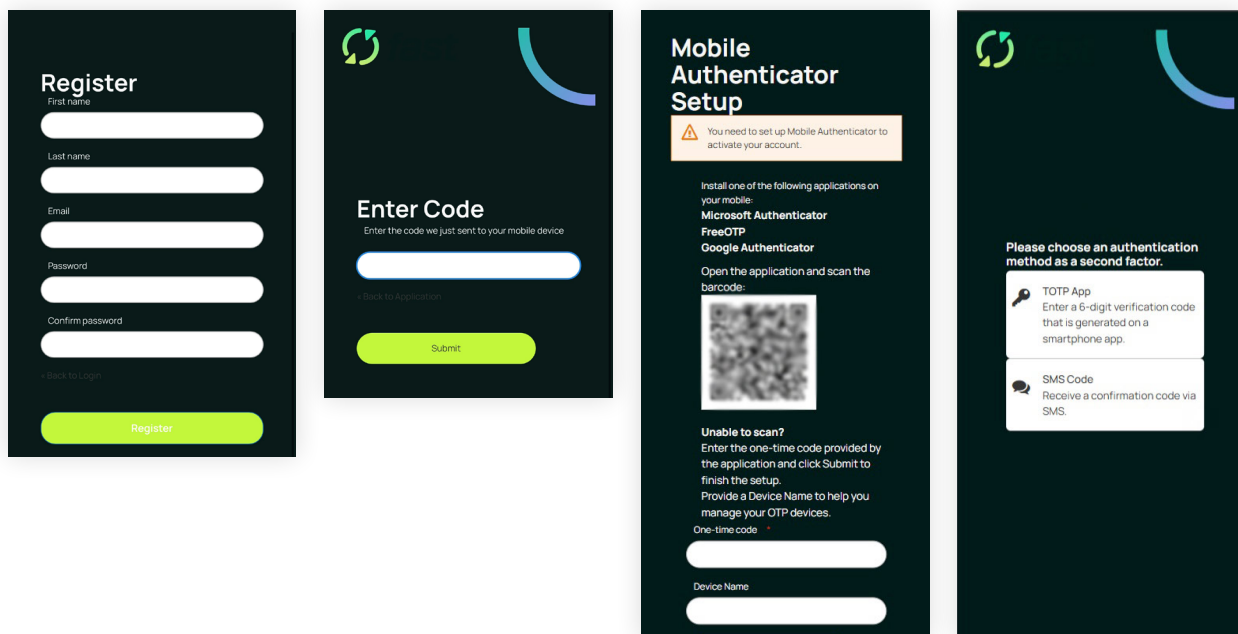 Register
First name
Last name
Email
Password
Confirm password
« Back to Login
Register
Enter Code
Enter the code we just sent to your mobile device
« Back to Application
Submit
Mobile
Authenticator
Setup
You need to set up Mobile Authenticator to
activate your account.
Install one of the following applications on
your mobile:
Microsoft Authenticator
FreeOTP
Google Authenticator
Open the application and scan the
barcode:
Unable to scan?
Enter the one-time code provided by
the application and click Submit to
finish the setup.
Provide a Device Name to help you
manage your OTP devices.
One-time code *
Device Name
Please choose an authentication
method as a second factor.
TOTP App
Enter a 6-digit verification code
that is generated on a
smartphone app.
SMS Code
Receive a confirmation code via
SMS.